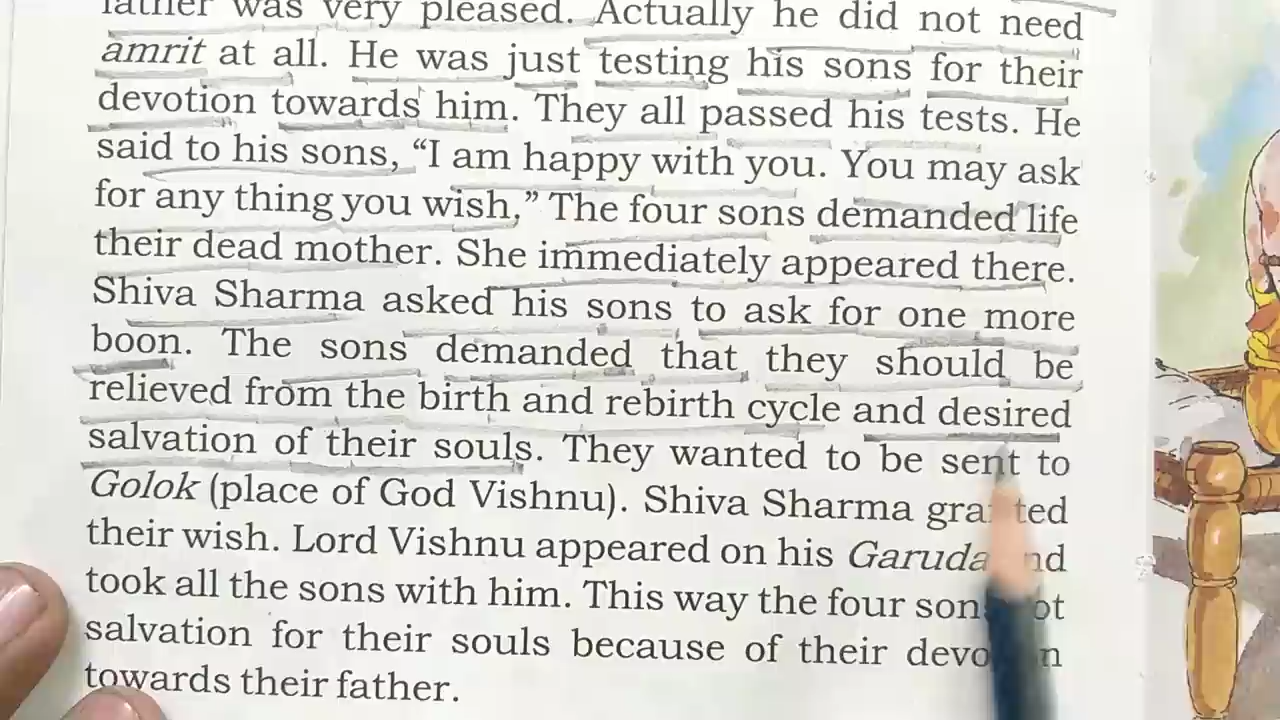 father was very pleased. Actually he did not need
amrit at all. He was just testing his sons for their
devotion towards him. They all passed his tests. He
said to his sons, “I am happy with you. You may ask
for any thing you wish,” The four sons demanded life
their dead mother. She immediately appeared there.
Shiva Sharma asked his sons to ask for one more
boon. The sons demanded that they should be
relieved from the birth and rebirth cycle and desired
salvation of their souls. They wanted to be sent to
Golok (place of God Vishnu). Shiva Sharma granted
their wish. Lord Vishnu appeared on his Garuda and
took all the sons with him. This way the four sons got
salvation for their souls because of their devotion
towards their father.